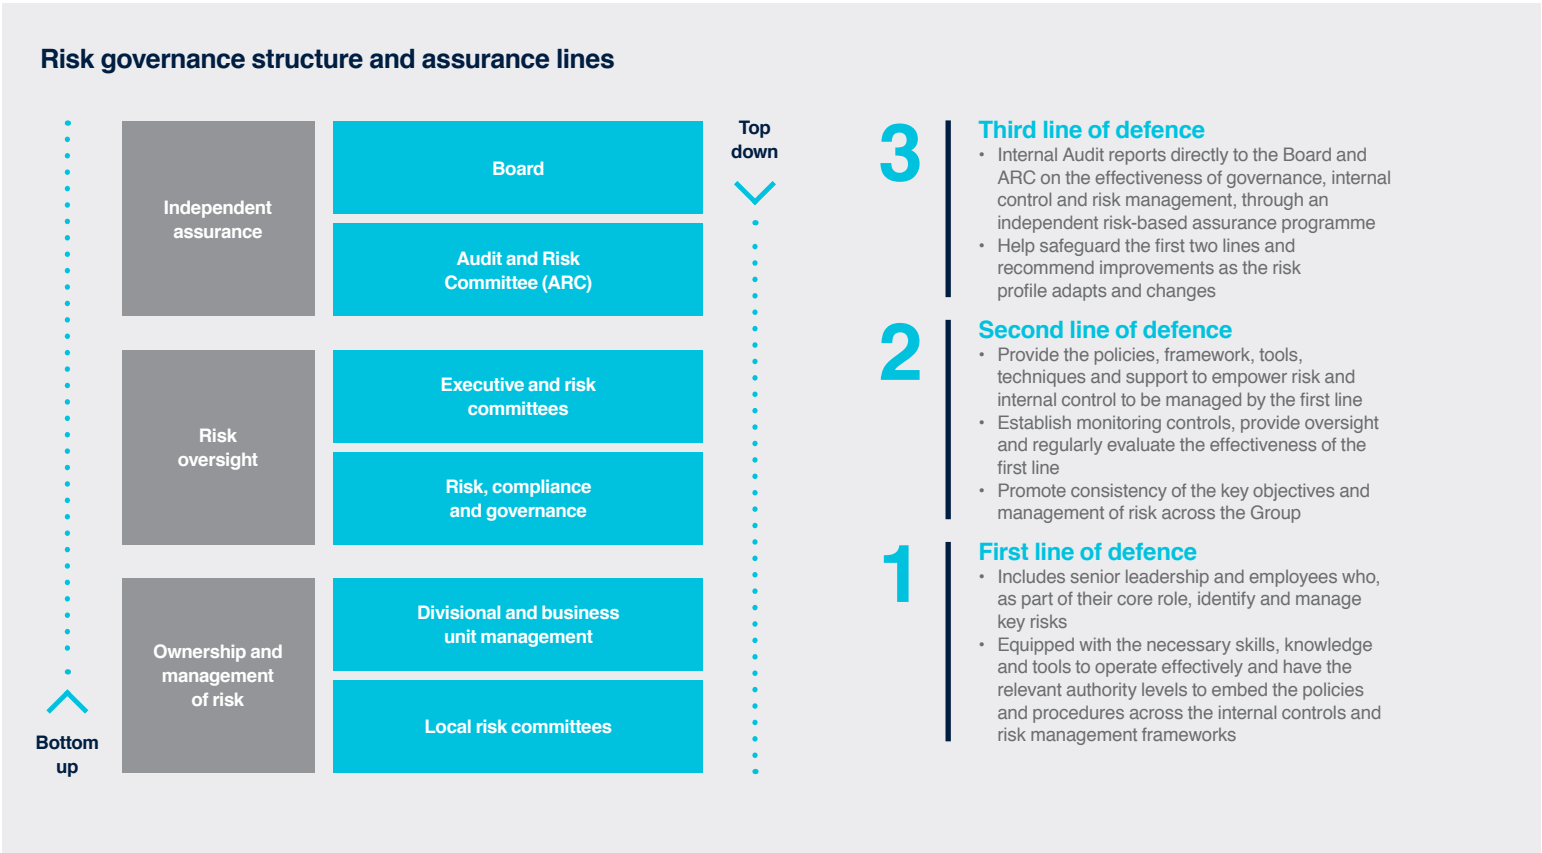 Risk governance structure and assurance lines
Bottom
up
Independent
assurance
Board
Audit and Risk
Committee (ARC)
Risk
oversight
Executive and risk
committees
Risk, compliance
and governance
Ownership and
management
of risk
Divisional and business
unit management
Local risk committees
Top
down
3
Third line of defence
• Internal Audit reports directly to the Board and
ARC on the effectiveness of governance, internal
control and risk management, through an
independent risk-based assurance programme
• Help safeguard the first two lines and
recommend improvements as the risk
profile adapts and changes
2
Second line of defence
• Provide the policies, framework, tools,
techniques and support to empower risk and
internal control to be managed by the first line
• Establish monitoring controls, provide oversight
and regularly evaluate the effectiveness of the
first line
• Promote consistency of the key objectives and
management of risk across the Group
1
First line of defence
• Includes senior leadership and employees who,
as part of their core role, identify and manage
key risks
• Equipped with the necessary skills, knowledge
and tools to operate effectively and have the
relevant authority levels to embed the policies
and procedures across the internal controls and
risk management frameworks